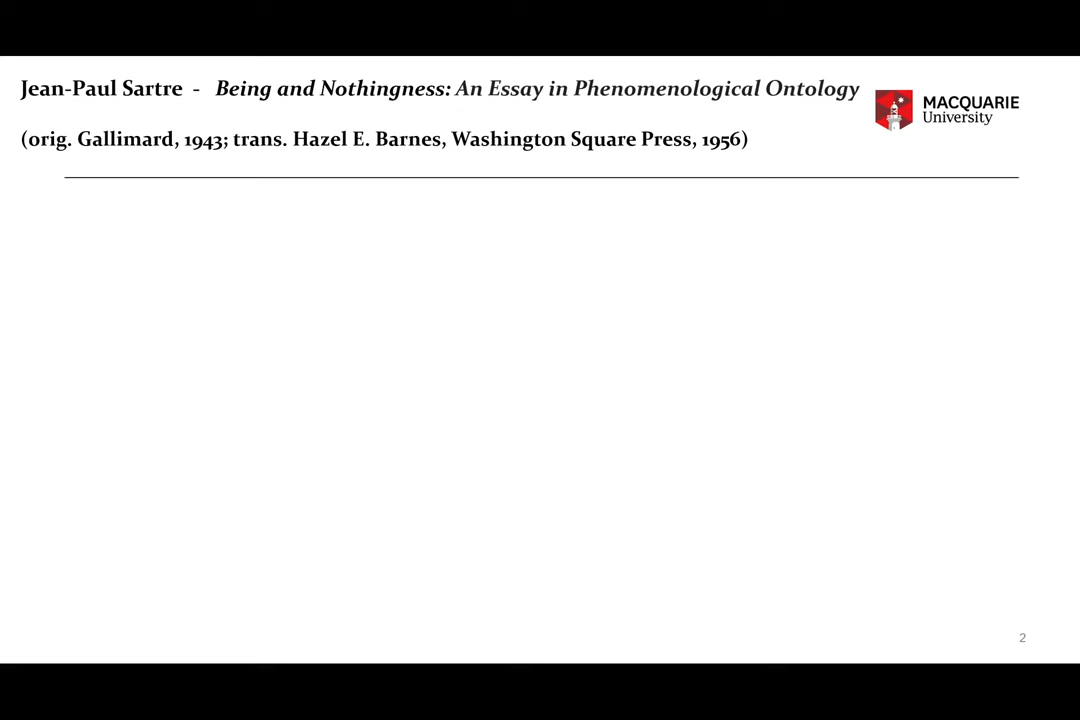 Jean-Paul Sartre - Being and Nothingness: An Essay in Phenomenological Ontology
MACQUARIE
University
(orig. Gallimard, 1943; trans. Hazel E. Barnes, Washington Square Press, 1956)
2